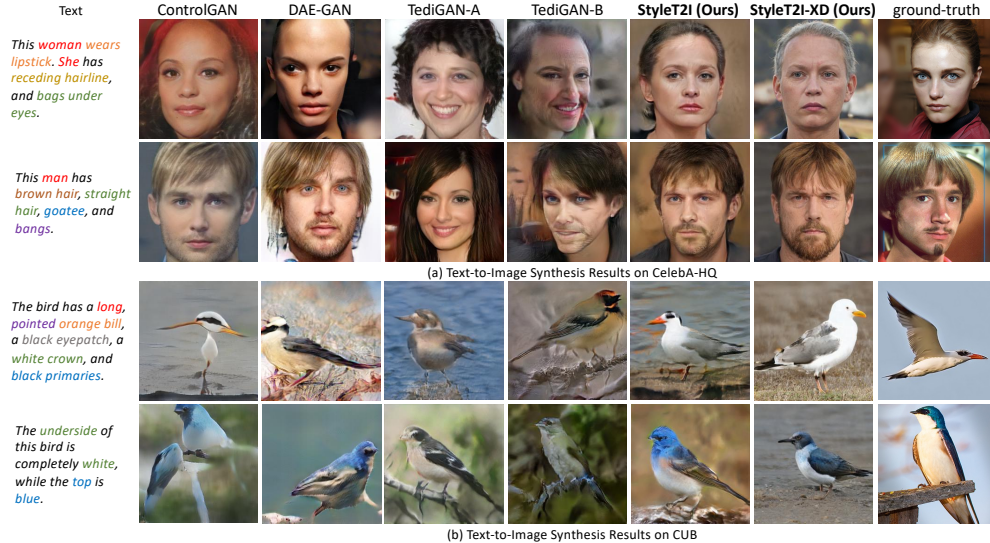 Text ControlGAN DAE-GAN TediGAN-A TediGAN-B StyleT2I (Ours) StyleT2I-XD (Ours) ground-truth
This woman wears
lipstick. She has
receding hairline,
and bags under
eyes.
This man has
brown hair, straight
hair, goatee, and
bangs.
(a) Text-to-Image Synthesis Results on CelebA-HQ
The bird has a long,
pointed orange bill,
a black eyepatch, a
white crown, and
black primaries.
The underside of
this bird is
completely white,
while the top is
blue.
(b) Text-to-Image Synthesis Results on CUB